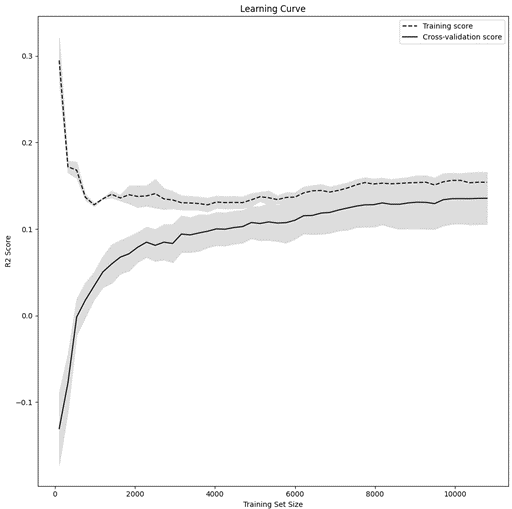 Learning Curve
Training score
Cross-validation score
R2 Score
0.3
0.2
0.1
0.0
−0.1
0
2000
4000
6000
8000
10000
Training Set Size